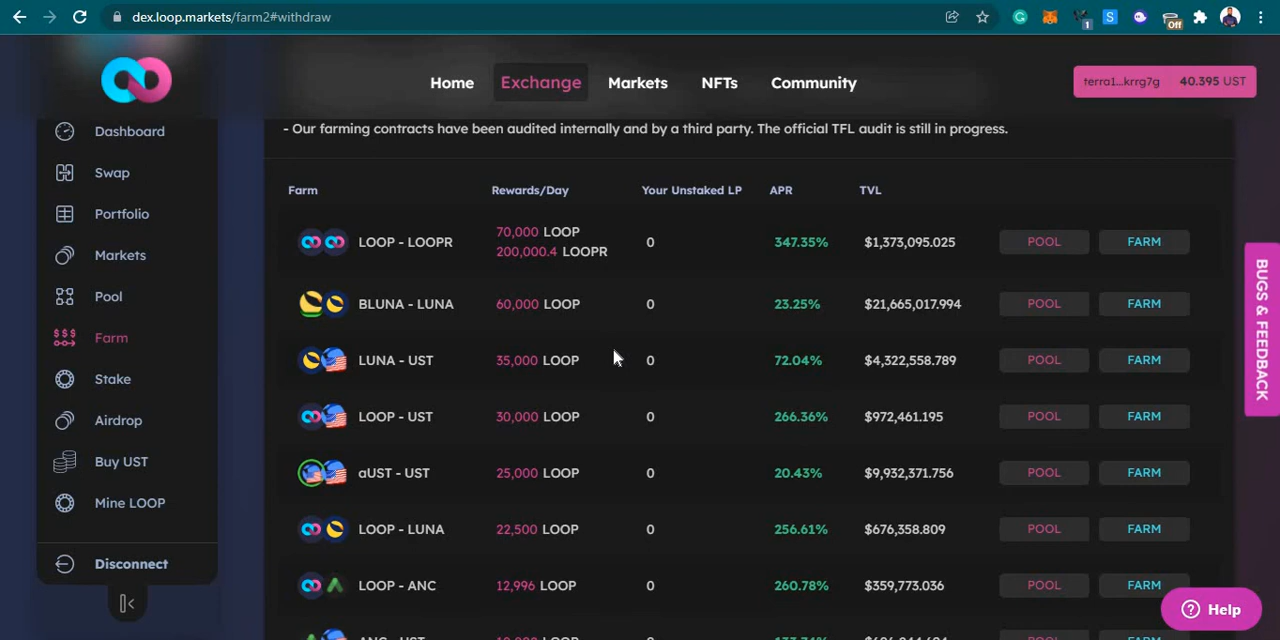 dex.loop.markets/farm2#withdraw
1
Off
Home Exchange Markets NFTs Community
terra1...krrg7g 40.395 UST
Dashboard
Swap
Portfolio
Markets
Pool
Farm
Stake
Airdrop
Buy UST
Mine LOOP
Disconnect
- Our farming contracts have been audited internally and by a third party. The official TFL audit is still in progress.
Farm Rewards/Day Your Unstaked LP APR TVL
LOOP - LOOPR 70,000 LOOP 200,000.4 LOOPR 0 347.35% $1,373,095.025 POOL FARM
BLUNA - LUNA 60,000 LOOP 0 23.25% $21,665,017.994 POOL FARM
LUNA - UST 35,000 LOOP 0 72.04% $4,322,558.789 POOL FARM
LOOP - UST 30,000 LOOP 0 266.36% $972,461.195 POOL FARM
aUST - UST 25,000 LOOP 0 20.43% $9,932,371.756 POOL FARM
LOOP - LUNA 22,500 LOOP 0 256.61% $676,358.809 POOL FARM
LOOP - ANC 12,996 LOOP 0 260.78% $359,773.036 POOL FARM
BUGS & FEEDBACK
Help